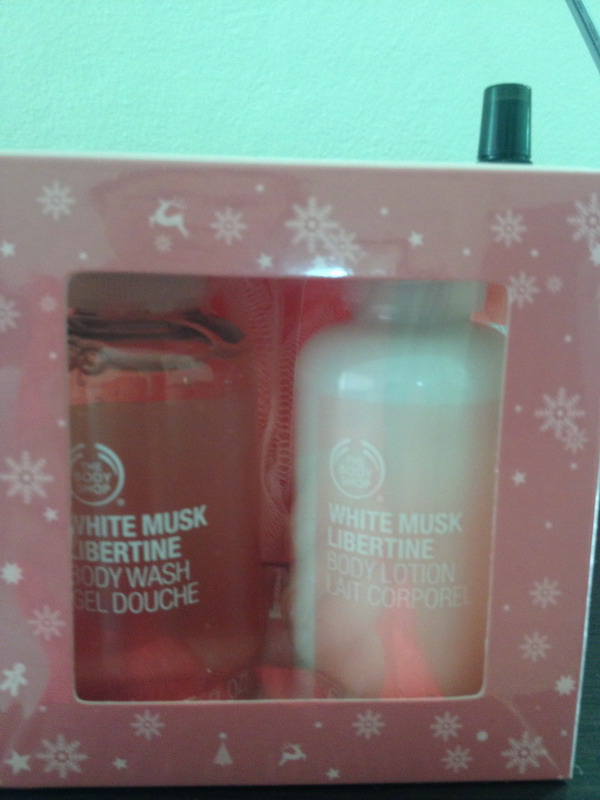 THE
BODY
SHOP
WHITE MUSK
LIBERTINE
BODY WASH
GEL DOUCHE
THE
BODY
SHOP
WHITE MUSK
LIBERTINE
BODY LOTION
LAIT CORPOREL